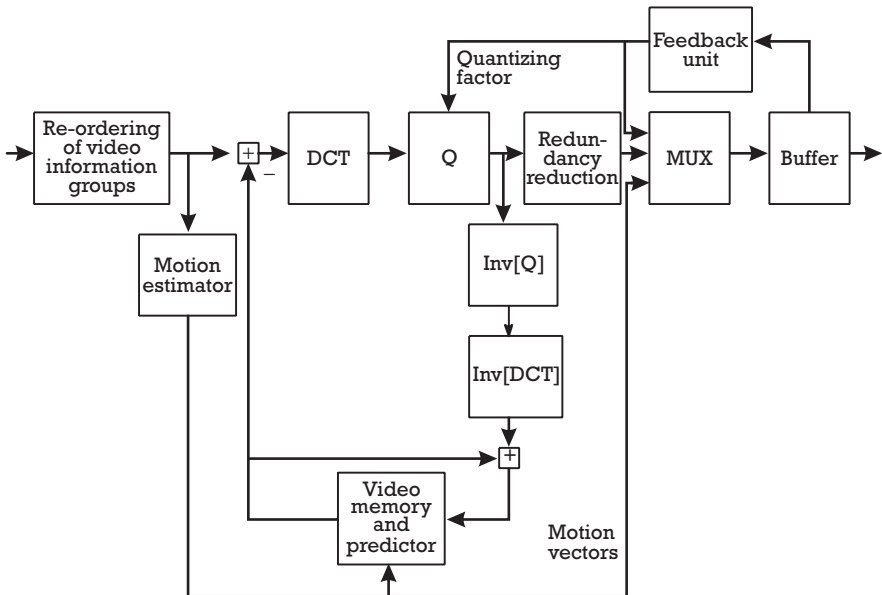 Feedback
unit
Quantizing
factor
Re-ordering
of video
information
groups
+
−
DCT
Q
Redun-
dancy
reduction
MUX
Buffer
Motion
estimator
Inv[Q]
Inv[DCT]
+
Video
memory
and
predictor
Motion
vectors